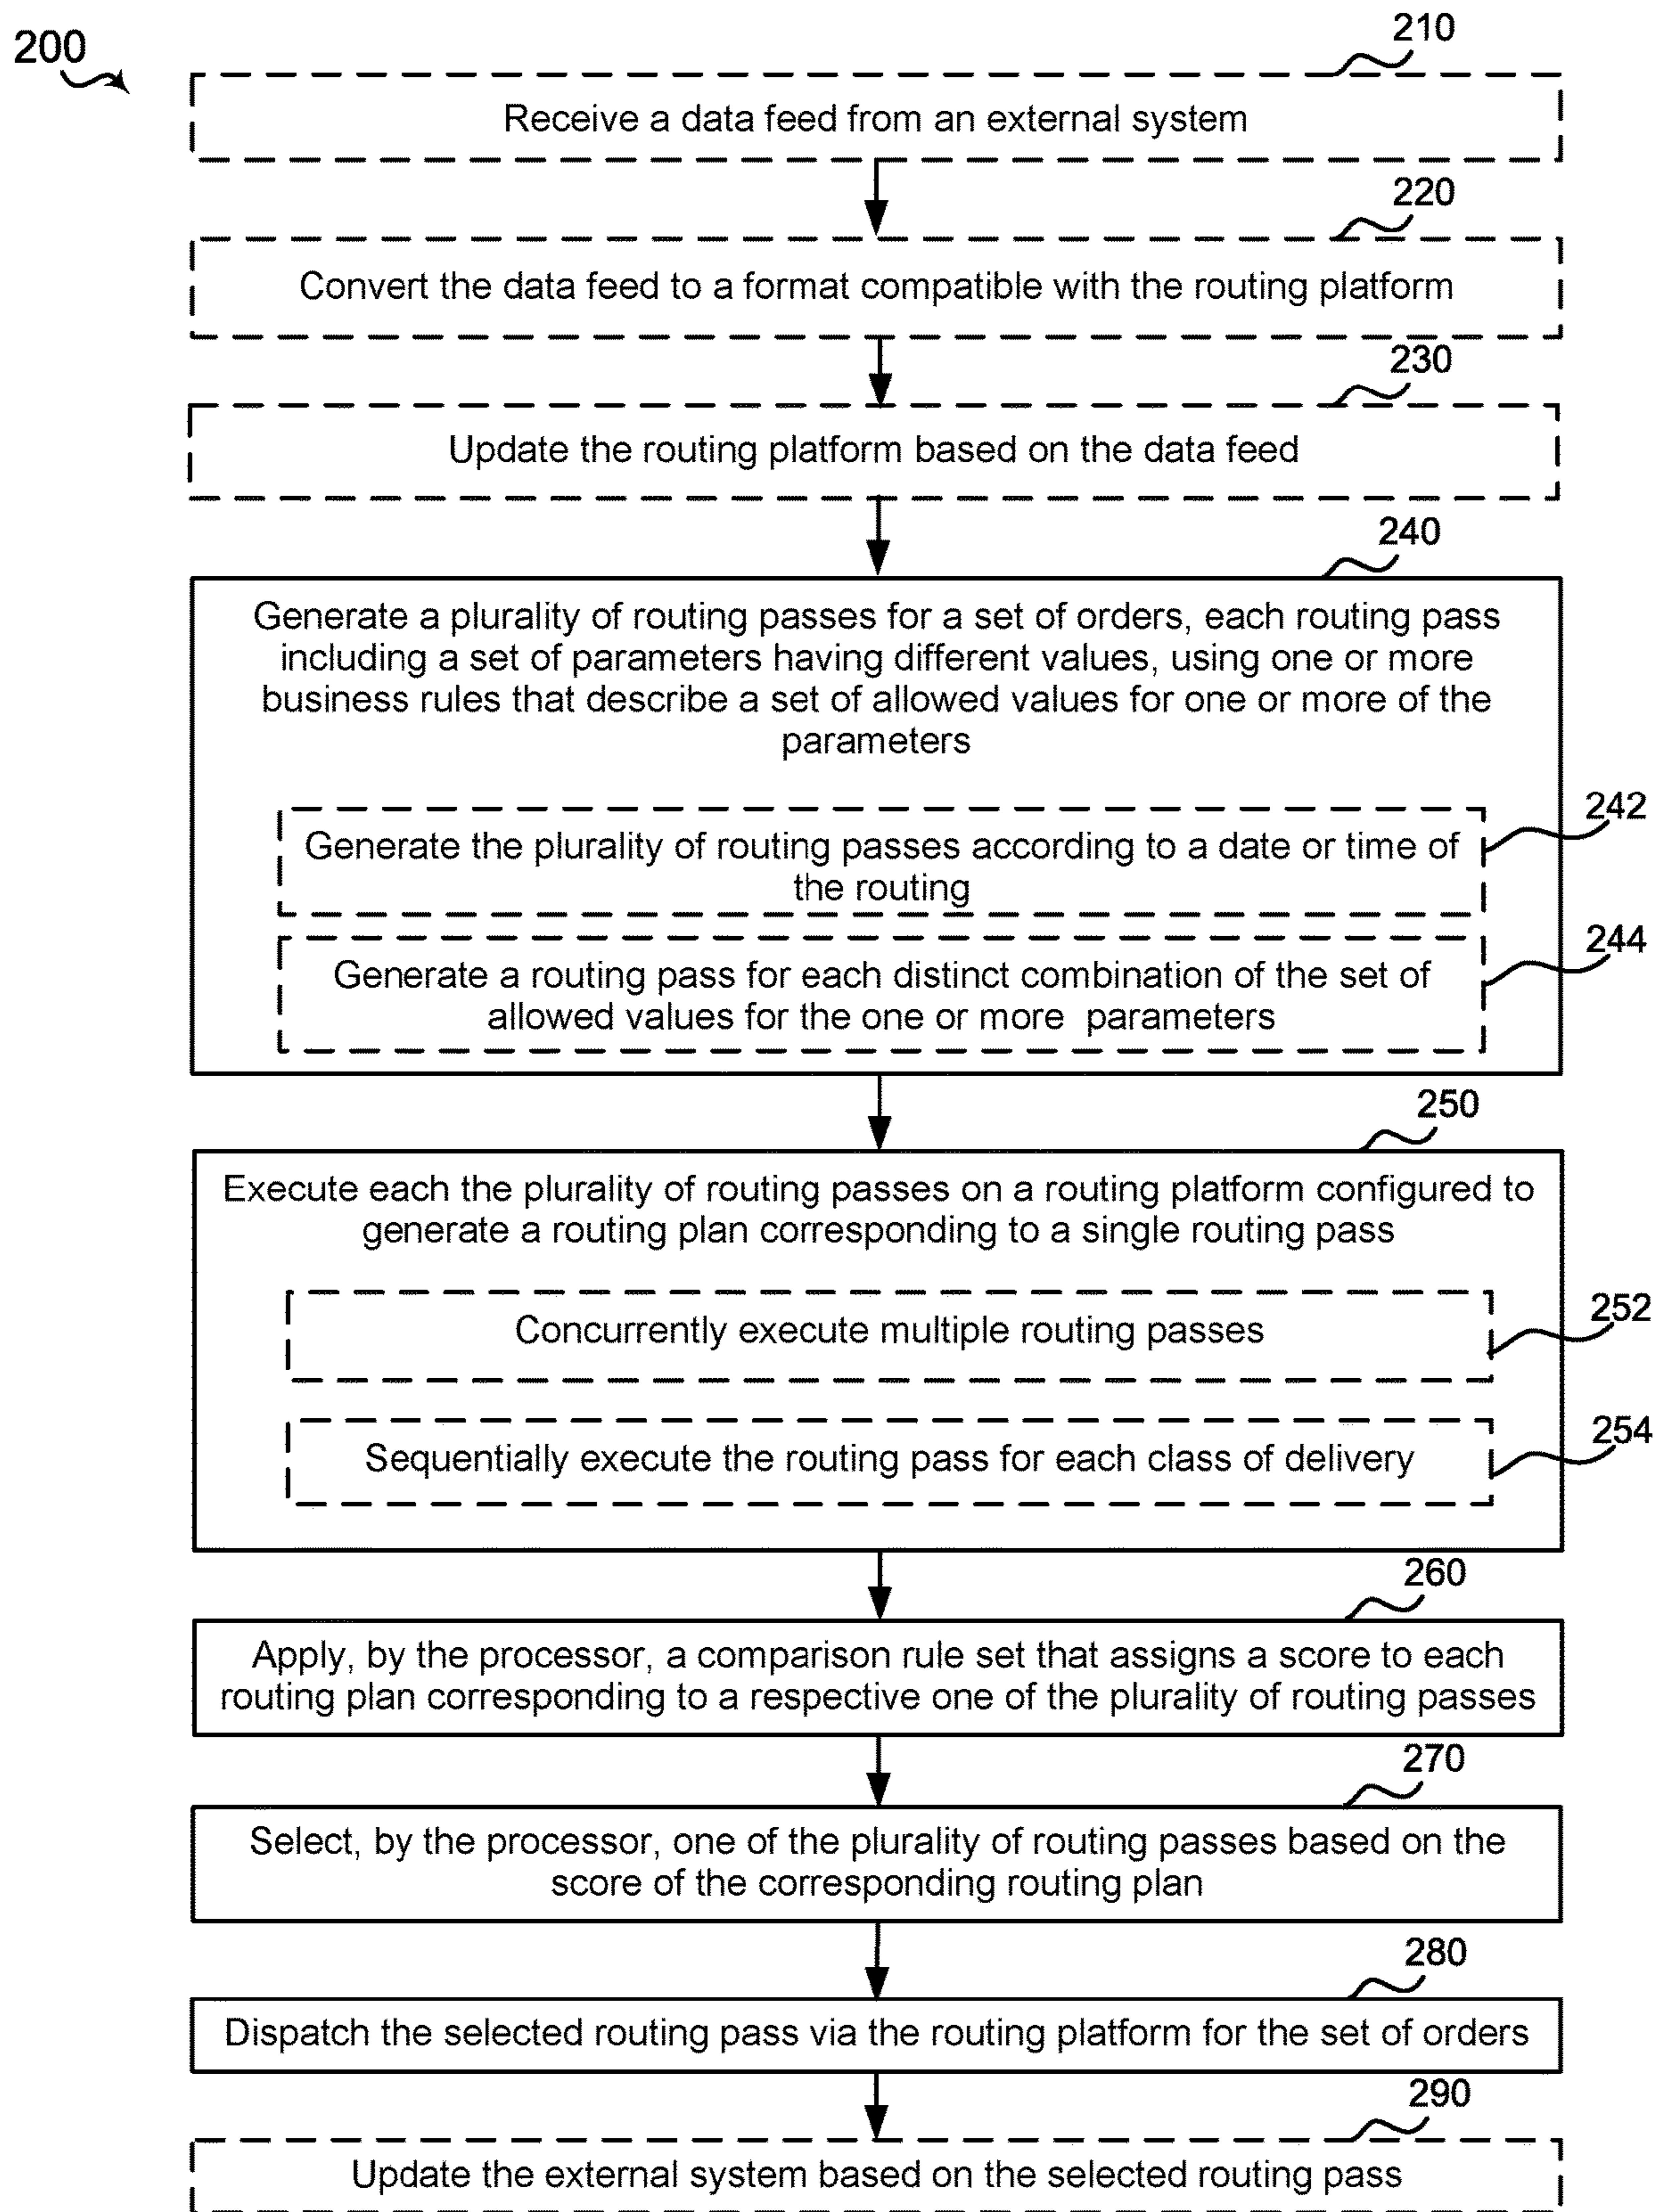 200
210
Receive a data feed from an external system
220
Convert the data feed to a format compatible with the routing platform
230
Update the routing platform based on the data feed
240
Generate a plurality of routing passes for a set of orders, each routing pass
including a set of parameters having different values, using one or more
business rules that describe a set of allowed values for one or more of the
parameters
242
Generate the plurality of routing passes according to a date or time of
the routing
244
Generate a routing pass for each distinct combination of the set of
allowed values for the one or more parameters
250
Execute each the plurality of routing passes on a routing platform configured to
generate a routing plan corresponding to a single routing pass
252
Concurrently execute multiple routing passes
254
Sequentially execute the routing pass for each class of delivery
260
Apply, by the processor, a comparison rule set that assigns a score to each
routing plan corresponding to a respective one of the plurality of routing passes
270
Select, by the processor, one of the plurality of routing passes based on the
score of the corresponding routing plan
280
Dispatch the selected routing pass via the routing platform for the set of orders
290
Update the external system based on the selected routing pass